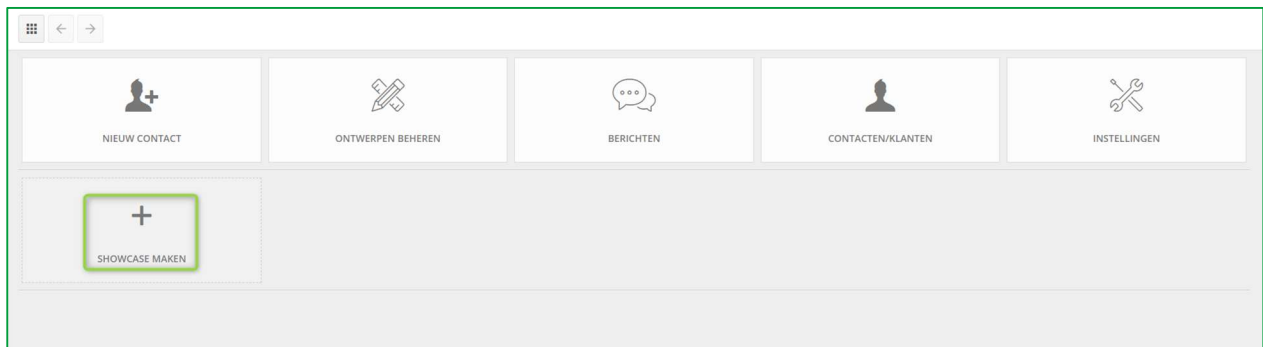 NIEUW CONTACT
ONTWERPEN BEHEREN
BERICHTEN
CONTACTEN/KLANTEN
INSTELLINGEN
SHOWCASE MAKEN